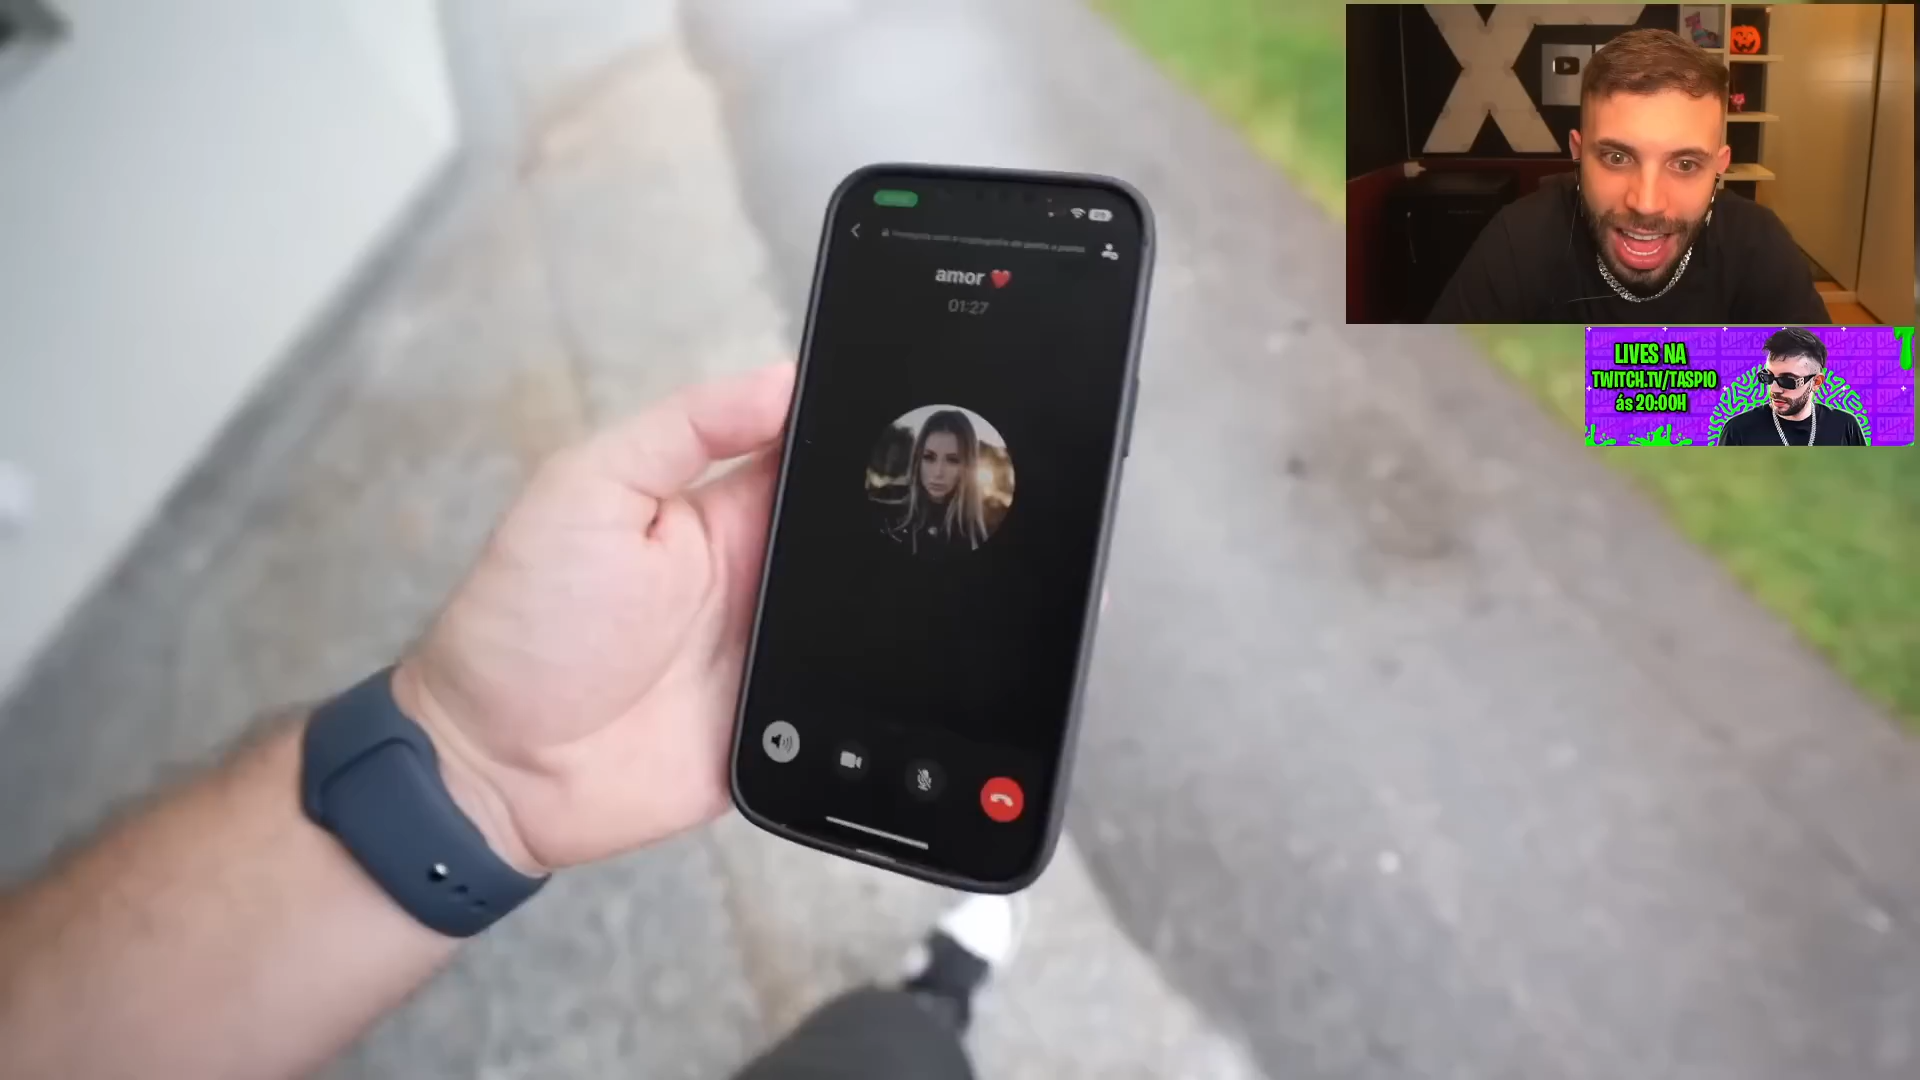 amor ❤️
01:27
LIVES NA
TWITCH.TV/TASPIO
ás 20:00H